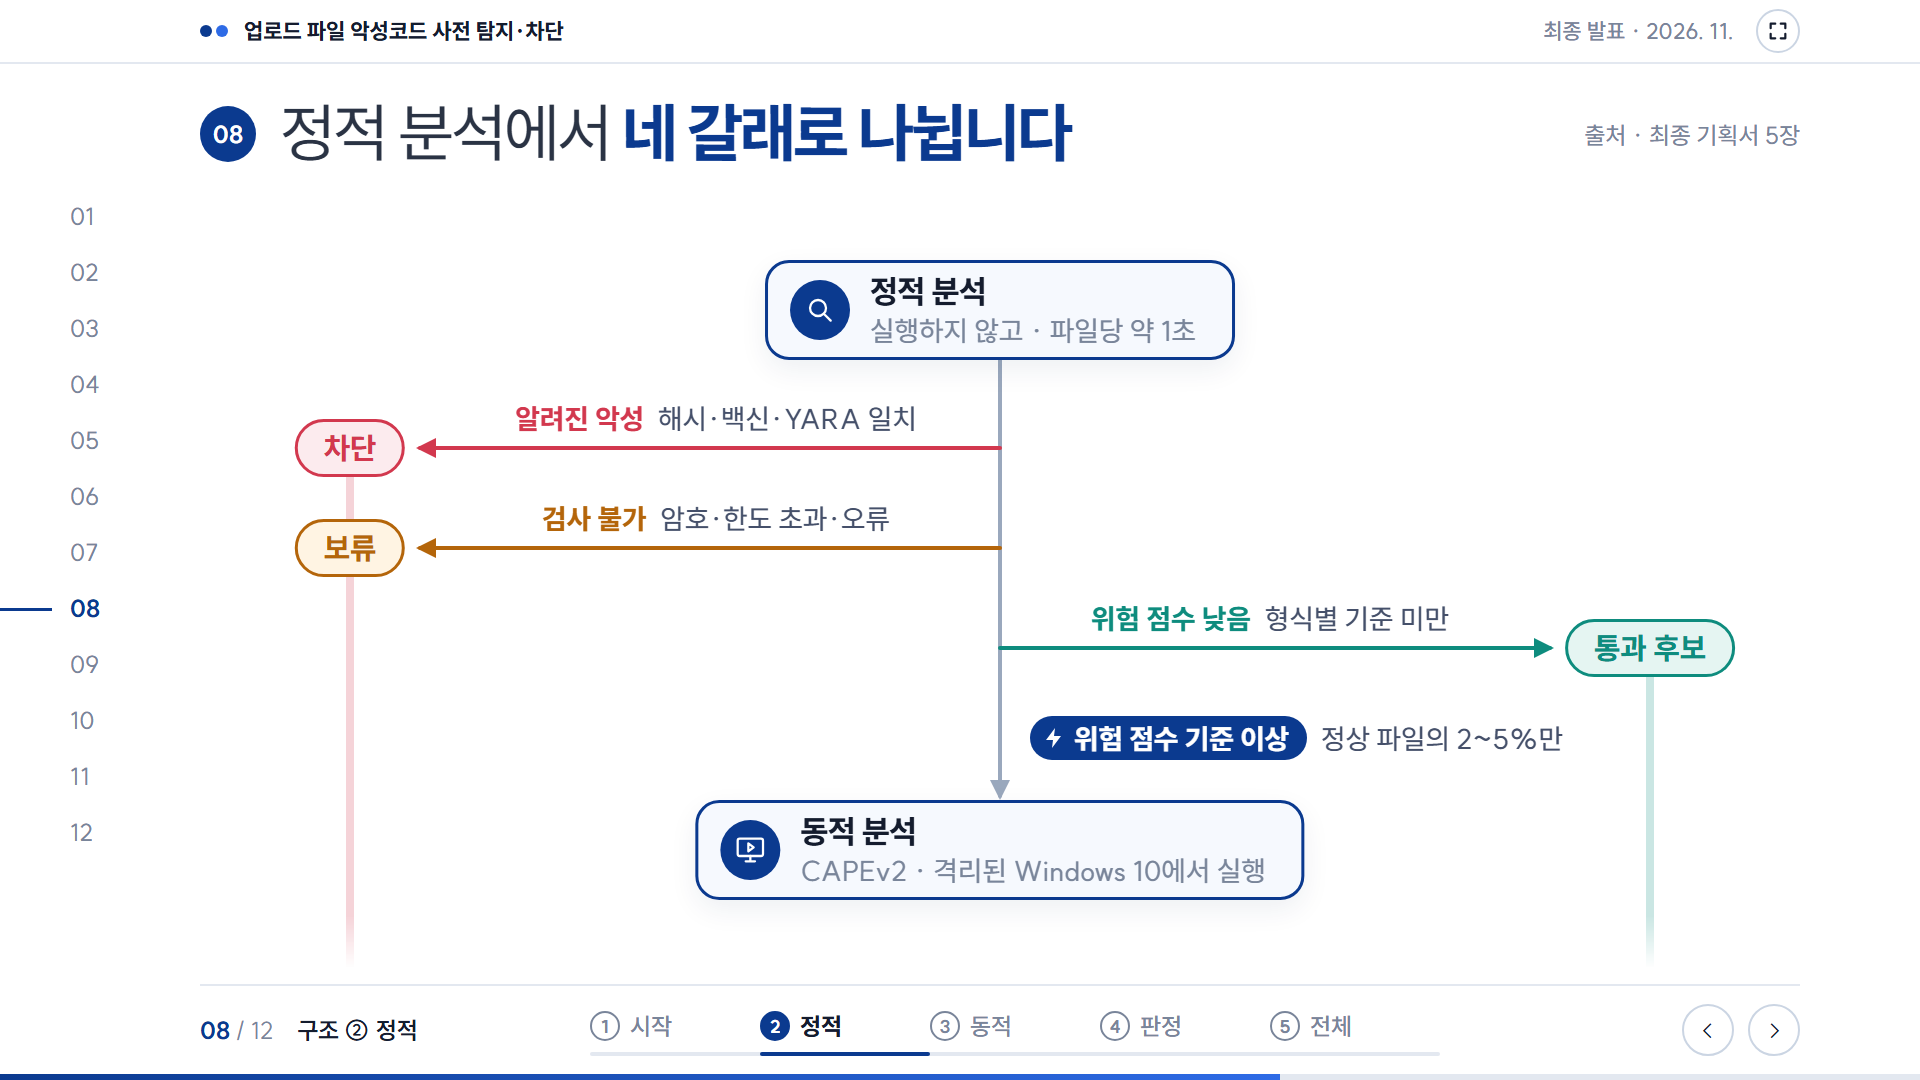 업로드 파일 악성코드 사전 탐지·차단
최종 발표 · 2026. 11.
08 정적 분석에서 네 갈래로 나뉩니다
출처 · 최종 기획서 5장
01
02
03
04
05
06
07
08
09
10
11
12
정적 분석
실행하지 않고 · 파일당 약 1초
알려진 악성 해시·백신·YARA 일치
차단
검사 불가 암호·한도 초과·오류
보류
위험 점수 낮음 형식별 기준 미만
통과 후보
위험 점수 기준 이상 정상 파일의 2~5%만
동적 분석
CAPEv2 · 격리된 Windows 10에서 실행
08 / 12 구조 ② 정적
1 시작
2 정적
3 동적
4 판정
5 전체